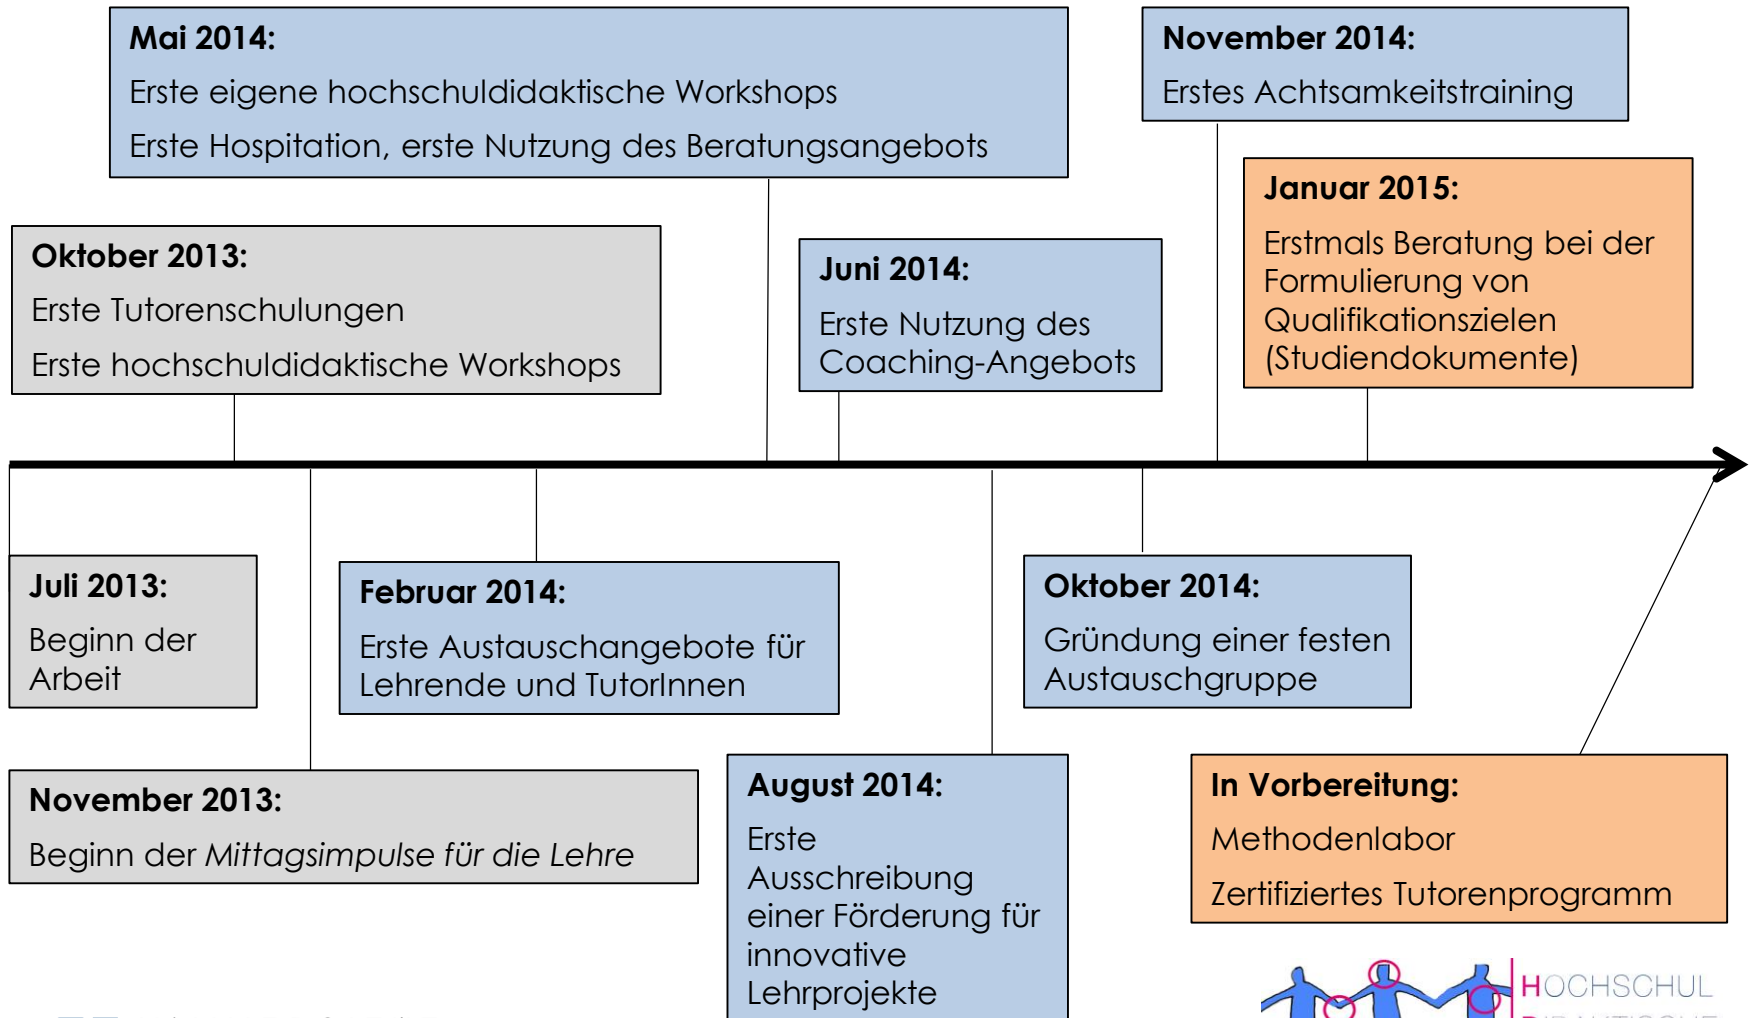 Mai 2014:
Erste eigene hochschuldidaktische Workshops
Erste Hospitation, erste Nutzung des Beratungsangebots
November 2014:
Erstes Achtsamkeitstraining
Januar 2015:
Erstmals Beratung bei der
Formulierung von
Qualifikationszielen
(Studiendokumente)
Oktober 2013:
Erste Tutorenschulungen
Erste hochschuldidaktische Workshops
Juni 2014:
Erste Nutzung des
Coaching-Angebots
Juli 2013:
Beginn der
Arbeit
Februar 2014:
Erste Austauschangebote für
Lehrende und TutorInnen
Oktober 2014:
Gründung einer festen
Austauschgruppe
November 2013:
Beginn der Mittagsimpulse für die Lehre
August 2014:
Erste
Ausschreibung
einer Förderung für
innovative
Lehrprojekte
In Vorbereitung:
Methodenlabor
Zertifiziertes Tutorenprogramm
HOCHSCHUL